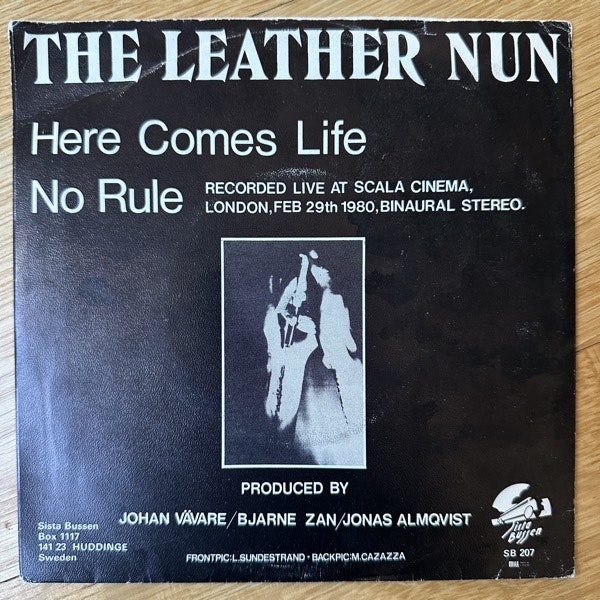 THE LEATHER NUN
Here Comes Life
No Rule
RECORDED LIVE AT SCALA CINEMA,
LONDON,FEB 29th 1980,BINAURAL STEREO.
PRODUCED BY
JOHAN VÄVARE/BJARNE ZAN/JONAS ALMQVIST
Sista Bussen
Box 1117
141 23 HUDDINGE
Sweden
FRONTPIC:L.SUNDESTRAND-BACKPIC:M.CAZAZZA
Sista
Bussen
SB 207